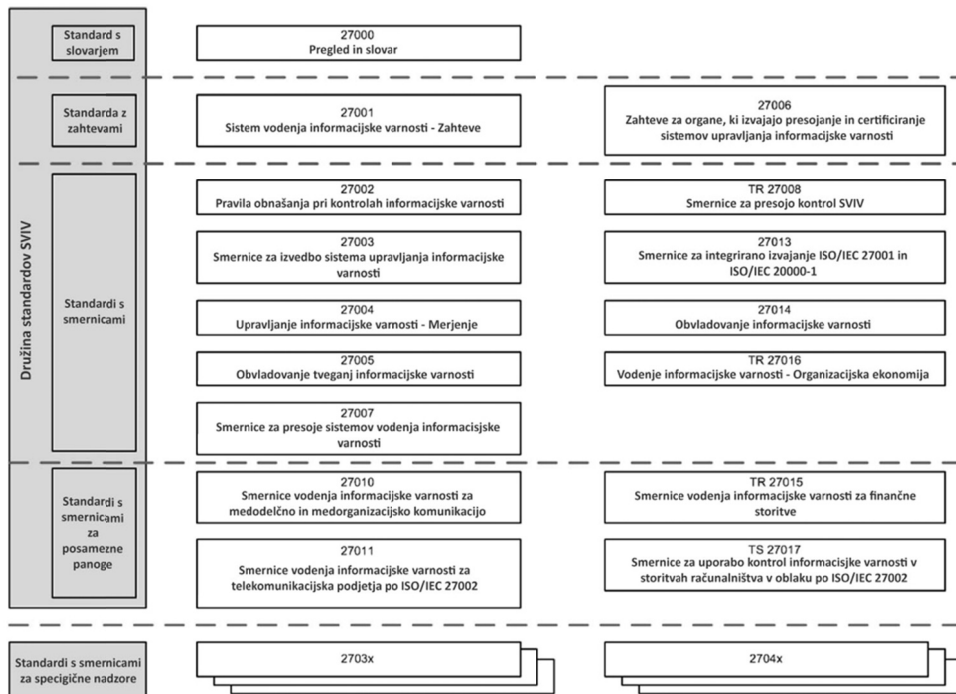 Družina standardov SVIV
Standard s
slovarjem
27000
Pregled in slovar
Standarda z
zahtevami
27001
Sistem vodenja informacijske varnosti - Zahteve
27006
Zahteve za organe, ki izvajajo presojanje in certificiranje
sistemov upravljanja informacijske varnosti
Standardi s
smernicami
27002
Pravila obnašanja pri kontrolah informacijske varnosti
TR 27008
Smernice za presojo kontrol SVIV
27003
Smernice za izvedbo sistema upravljanja informacijske
varnosti
27013
Smernice za integrirano izvajanje ISO/IEC 27001 in
ISO/IEC 20000-1
27004
Upravljanje informacijske vamosti - Merjenje
27014
Obvladovanje informacijske varnosti
27005
Obvladovanje tveganj informacijske varnosti
TR 27016
Vodenje informacijske varnosti - Organizacijska ekonomija
27007
Smernice za presoje sistemov vodenja informacisjske
varnosti
Standardi s
smernicami
za
posamezne
panoge
27010
Smernice vodenja informacijske varnosti za
medodelčno in medorganizacijsko komunikacijo
TR 27015
Smernice vodenja informacijske varnosti za finančne
storitve
27011
Smernice vodenja informacijske varnosti za
telekomunikacijska podjetja po ISO/IEC 27002
TS 27017
Smernice za uporabo kontrol informacisjke varnosti v
storitvah računalništva v oblaku po ISO/IEC 27002
Standardi s smernicami
za specigične nadzore
2703x
2704x